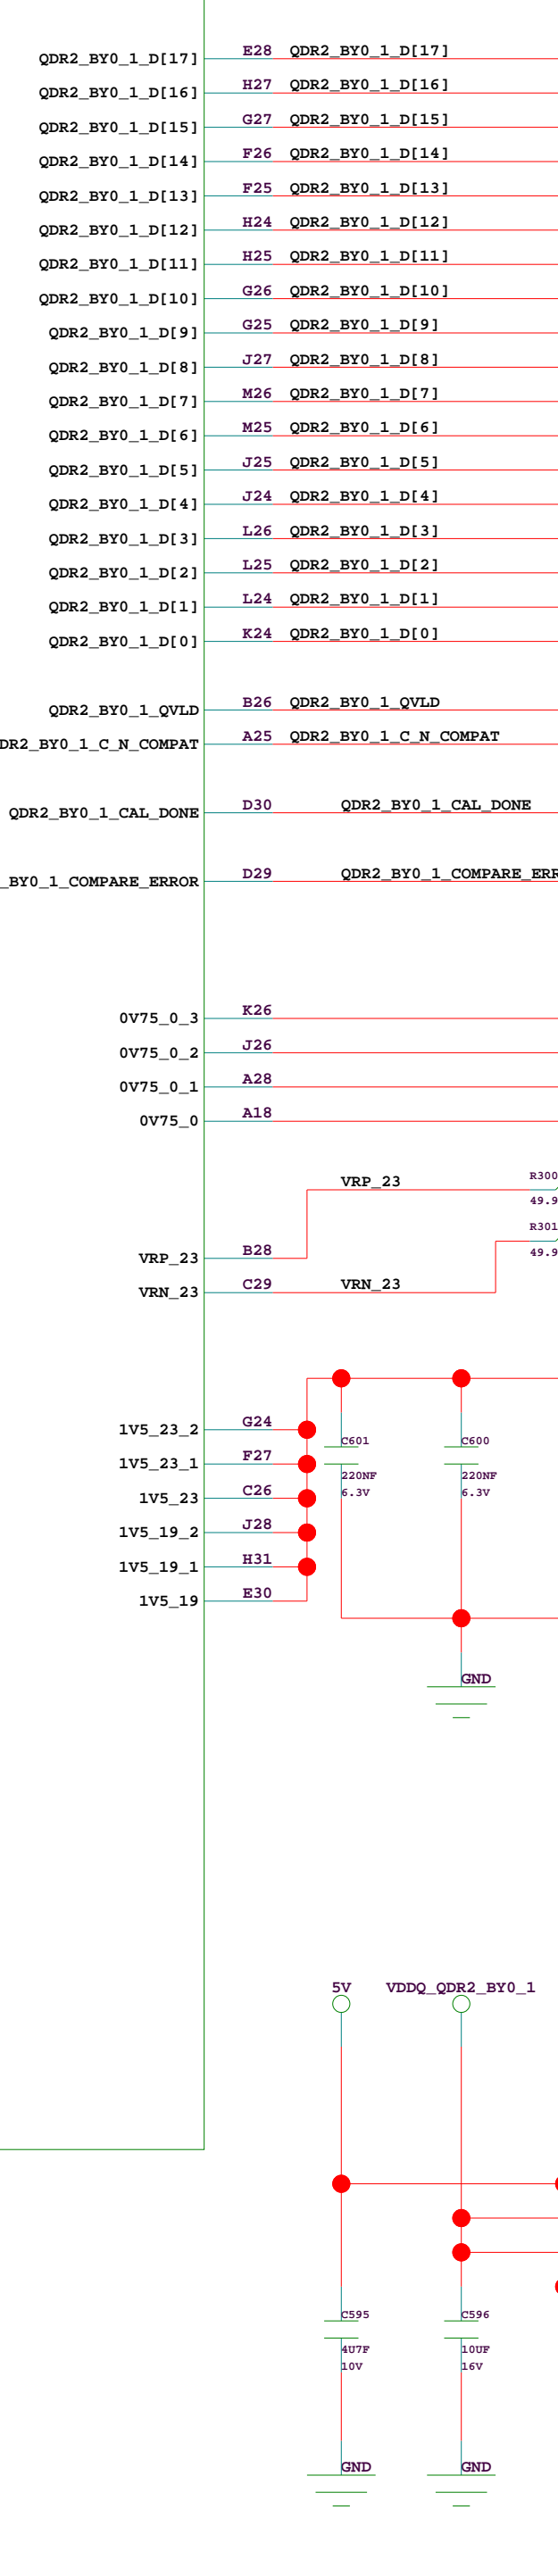 QDR2_BY0_1_D[17] E28 QDR2_BY0_1_D[17]
QDR2_BY0_1_D[16] H27 QDR2_BY0_1_D[16]
QDR2_BY0_1_D[15] G27 QDR2_BY0_1_D[15]
QDR2_BY0_1_D[14] F26 QDR2_BY0_1_D[14]
QDR2_BY0_1_D[13] F25 QDR2_BY0_1_D[13]
QDR2_BY0_1_D[12] H24 QDR2_BY0_1_D[12]
QDR2_BY0_1_D[11] H25 QDR2_BY0_1_D[11]
QDR2_BY0_1_D[10] G26 QDR2_BY0_1_D[10]
QDR2_BY0_1_D[9] G25 QDR2_BY0_1_D[9]
QDR2_BY0_1_D[8] J27 QDR2_BY0_1_D[8]
QDR2_BY0_1_D[7] M26 QDR2_BY0_1_D[7]
QDR2_BY0_1_D[6] M25 QDR2_BY0_1_D[6]
QDR2_BY0_1_D[5] J25 QDR2_BY0_1_D[5]
QDR2_BY0_1_D[4] J24 QDR2_BY0_1_D[4]
QDR2_BY0_1_D[3] L26 QDR2_BY0_1_D[3]
QDR2_BY0_1_D[2] L25 QDR2_BY0_1_D[2]
QDR2_BY0_1_D[1] L24 QDR2_BY0_1_D[1]
QDR2_BY0_1_D[0] K24 QDR2_BY0_1_D[0]
QDR2_BY0_1_QVLD B26 QDR2_BY0_1_QVLD
DR2_BY0_1_C_N_COMPAT A25 QDR2_BY0_1_C_N_COMPAT
QDR2_BY0_1_CAL_DONE D30 QDR2_BY0_1_CAL_DONE
_BY0_1_COMPARE_ERROR D29 QDR2_BY0_1_COMPARE_ERR
0V75_0_3 K26
0V75_0_2 J26
0V75_0_1 A28
0V75_0 A18
VRP_23 R300
49.9
R301
VRP_23 B28 49.9
VRN_23 C29 VRN_23
1V5_23_2 G24 C601 C600
1V5_23_1 F27 220NF 220NF
1V5_23 C26 6.3V 6.3V
1V5_19_2 J28
1V5_19_1 H31
1V5_19 E30
GND
5V VDDQ_QDR2_BY0_1
C595 C596
4U7F 10UF
10V 16V
GND GND